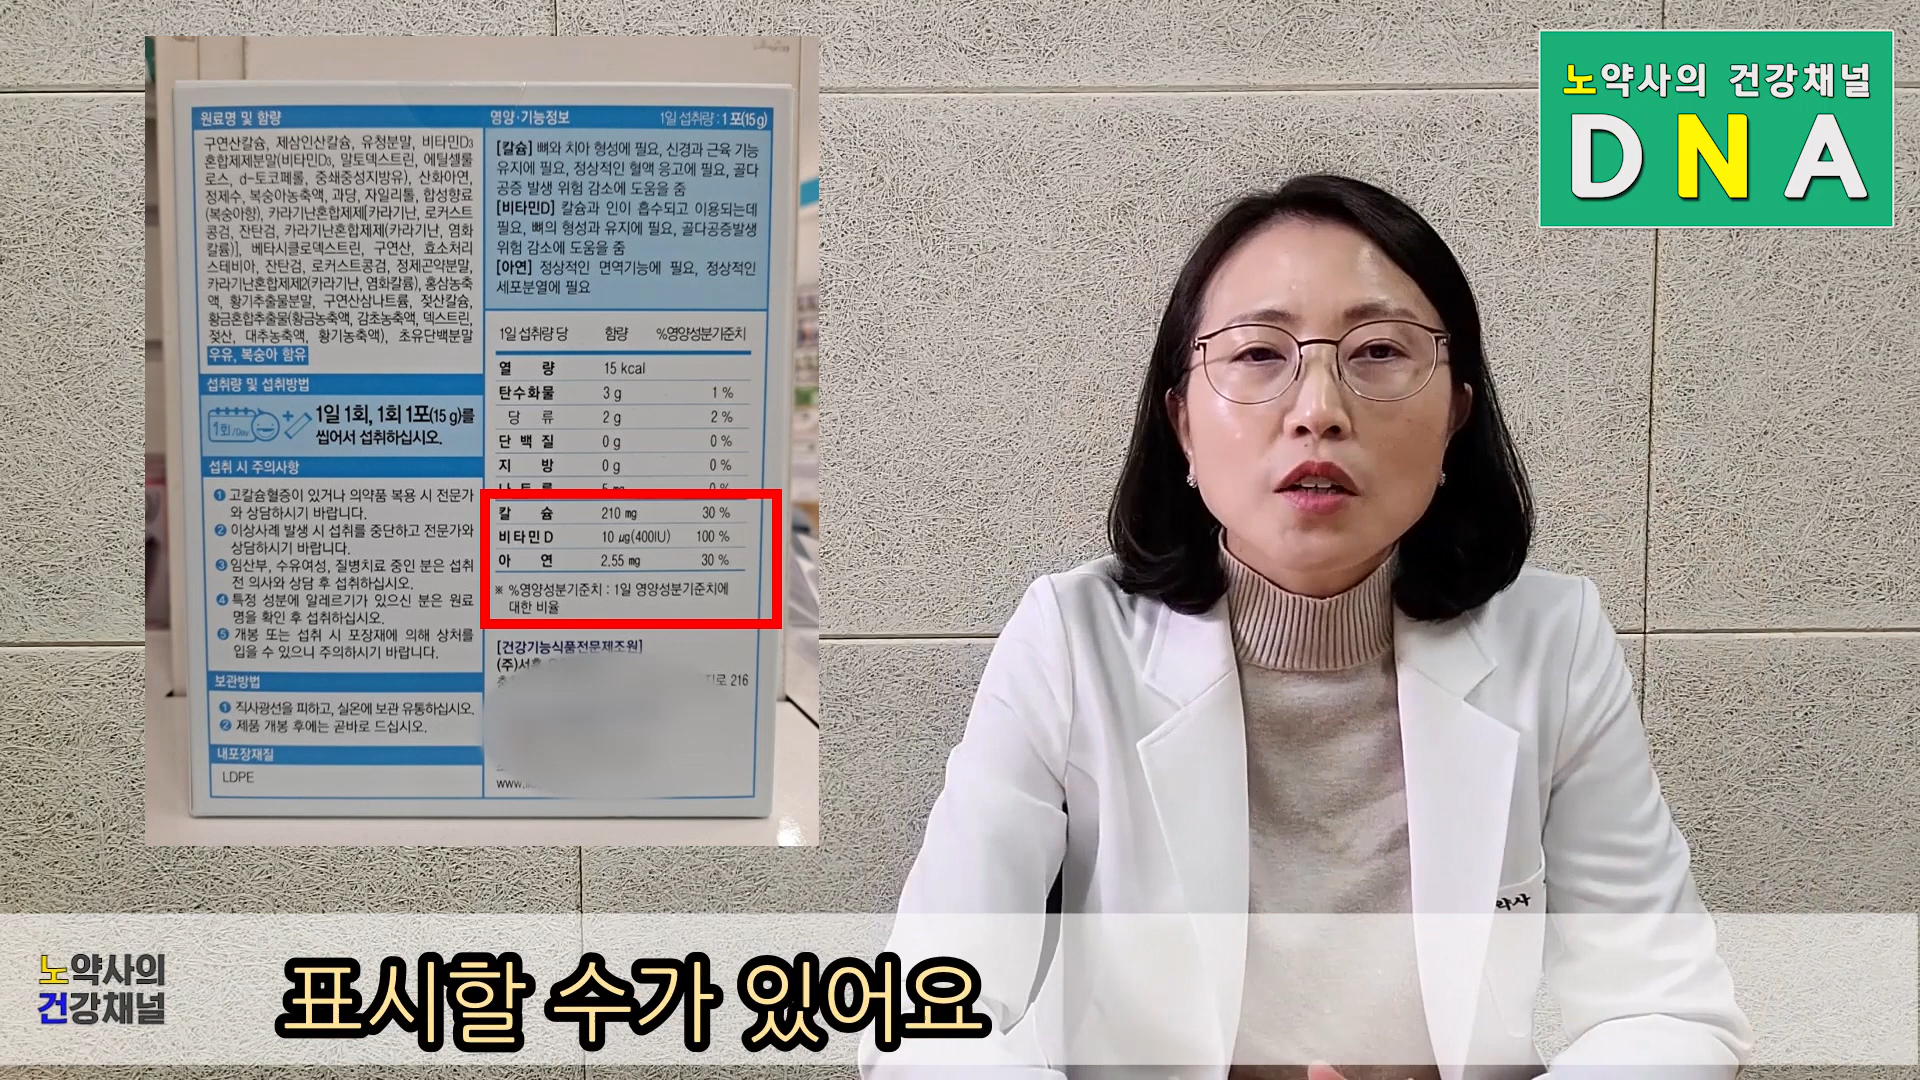 노약사의 건강채널
DNA
원료명 및 함량
구연산칼슘, 제삼인산칼슘, 유청분말, 비타민D3
혼합제제분말(비타민D3, 말토덱스트린, 에틸셀룰
로스, d-토코페롤, 중쇄중성지방유), 산화아연,
정제수, 복숭아농축액, 과당, 자일리톨, 합성향료
(복숭아향), 카라기난혼합제제[카라기난, 로커스트
콩검, 잔탄검, 카라기난혼합제제(카라기난, 염화
칼륨)], 베타시클로덱스트린, 구연산, 효소처리
스테비아, 잔탄검, 로커스트콩검, 정제곤약분말,
카라기난혼합제제2(카라기난, 염화칼륨), 홍삼농축
액, 황기추출물분말, 구연산삼나트륨, 젖산칼슘,
황금혼합추출물(황금농축액, 감초농축액, 덱스트린,
젖산, 대추농축액, 황기농축액), 초유단백분말
우유, 복숭아 함유
섭취량 및 섭취방법
1회/Day
1일 1회, 1회 1포(15 g)를
씹어서 섭취하십시오.
섭취 시 주의사항
1 고칼슘혈증이 있거나 의약품 복용 시 전문가
와 상담하시기 바랍니다.
2 이상사례 발생 시 섭취를 중단하고 전문가와
상담하시기 바랍니다.
3 임산부, 수유여성, 질병치료 중인 분은 섭취
전 의사와 상담 후 섭취하십시오.
4 특정 성분에 알레르기가 있으신 분은 원료
명을 확인 후 섭취하십시오.
5 개봉 또는 섭취 시 포장재에 의해 상처를
입을 수 있으니 주의하시기 바랍니다.
보관방법
1 직사광선을 피하고, 실온에 보관 유통하십시오.
2 제품 개봉 후에는 곧바로 드십시오.
내포장재질
LDPE
영양·기능정보 1일 섭취량 : 1포(15 g)
[칼슘] 뼈와 치아 형성에 필요, 신경과 근육 기능
유지에 필요, 정상적인 혈액 응고에 필요, 골다
공증 발생 위험 감소에 도움을 줌
[비타민D] 칼슘과 인이 흡수되고 이용되는데
필요, 뼈의 형성과 유지에 필요, 골다공증발생
위험 감소에 도움을 줌
[아연] 정상적인 면역기능에 필요, 정상적인
세포분열에 필요
1일 섭취량 당 함량 %영양성분기준치
열 량 15 kcal
탄수화물 3 g 1 %
당 류 2 g 2 %
단 백 질 0 g 0 %
지 방 0 g 0 %
나 트 륨 5 mg 0 %
칼 슘 210 mg 30 %
비타민 D 10 μg(400IU) 100 %
아 연 2.55 mg 30 %
※ %영양성분기준치 : 1일 영양성분기준치에
대한 비율
[건강기능식품전문제조원]
(주)서흥
로 216
www.
약사
노약사의
건강채널
표시할 수가 있어요